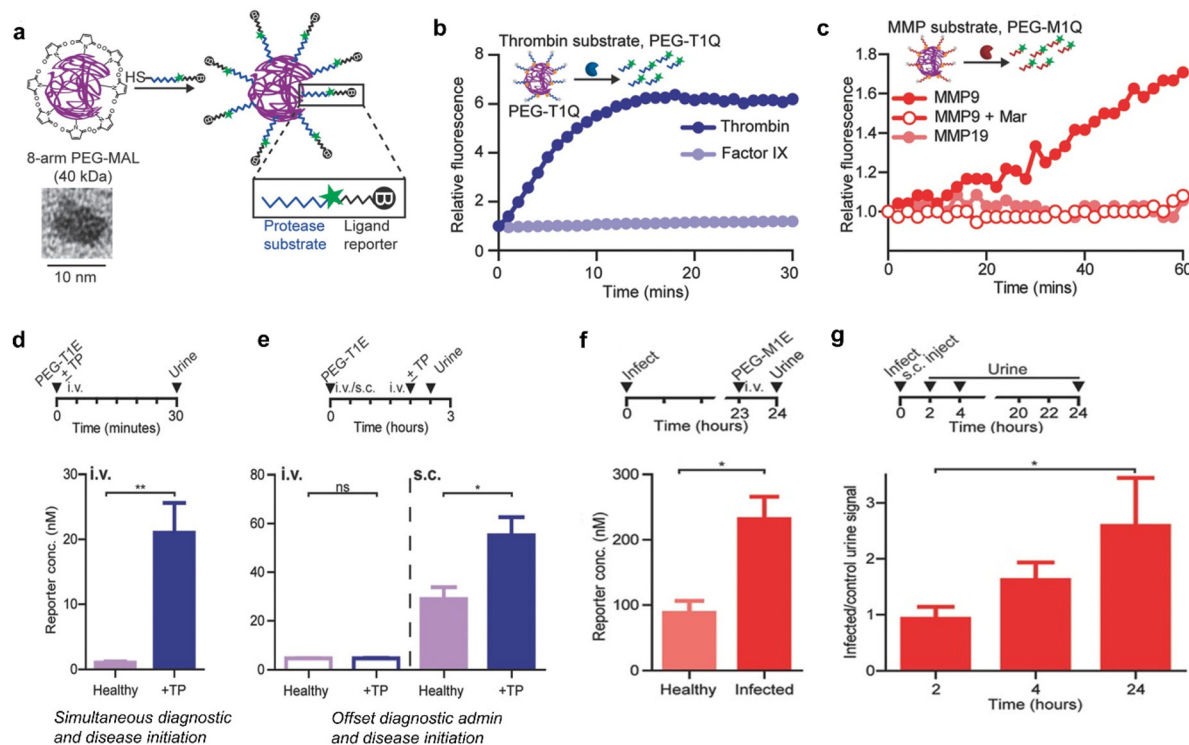 a
HS
B
8-arm PEG-MAL
(40 kDa)
10 nm
Protease
substrate
Ligand
reporter
b
Thrombin substrate, PEG-T1Q
PEG-T1Q
Thrombin
Factor IX
Relative fluorescence
8
6
4
2
0
0 10 20 30
Time (mins)
c
MMP substrate, PEG-M1Q
MMP9
MMP9 + Mar
MMP19
Relative fluorescence
1.8
1.6
1.4
1.2
1.0
0.8
0 20 40 60
Time (mins)
d
PEG-T1E
± TP
i.v.
Urine
0 30
Time (minutes)
i.v.
**
Reporter conc. (nM)
30
20
10
0
Healthy +TP
Simultaneous diagnostic
and disease initiation
e
PEG-T1E
i.v./s.c.
i.v.
± TP
Urine
0 3
Time (hours)
i.v.
ns
s.c.
*
80
60
40
20
0
Healthy +TP Healthy +TP
Offset diagnostic admin
and disease initiation
f
Infect
PEG-M1E
i.v.
Urine
0 23 24
Time (hours)
*
Reporter conc. (nM)
300
200
100
0
Healthy Infected
g
Infect
s.c. inject
Urine
0 2 4 20 22 24
Time (hours)
*
Infected/control urine signal
3
2
1
0
2 4 24
Time (hours)